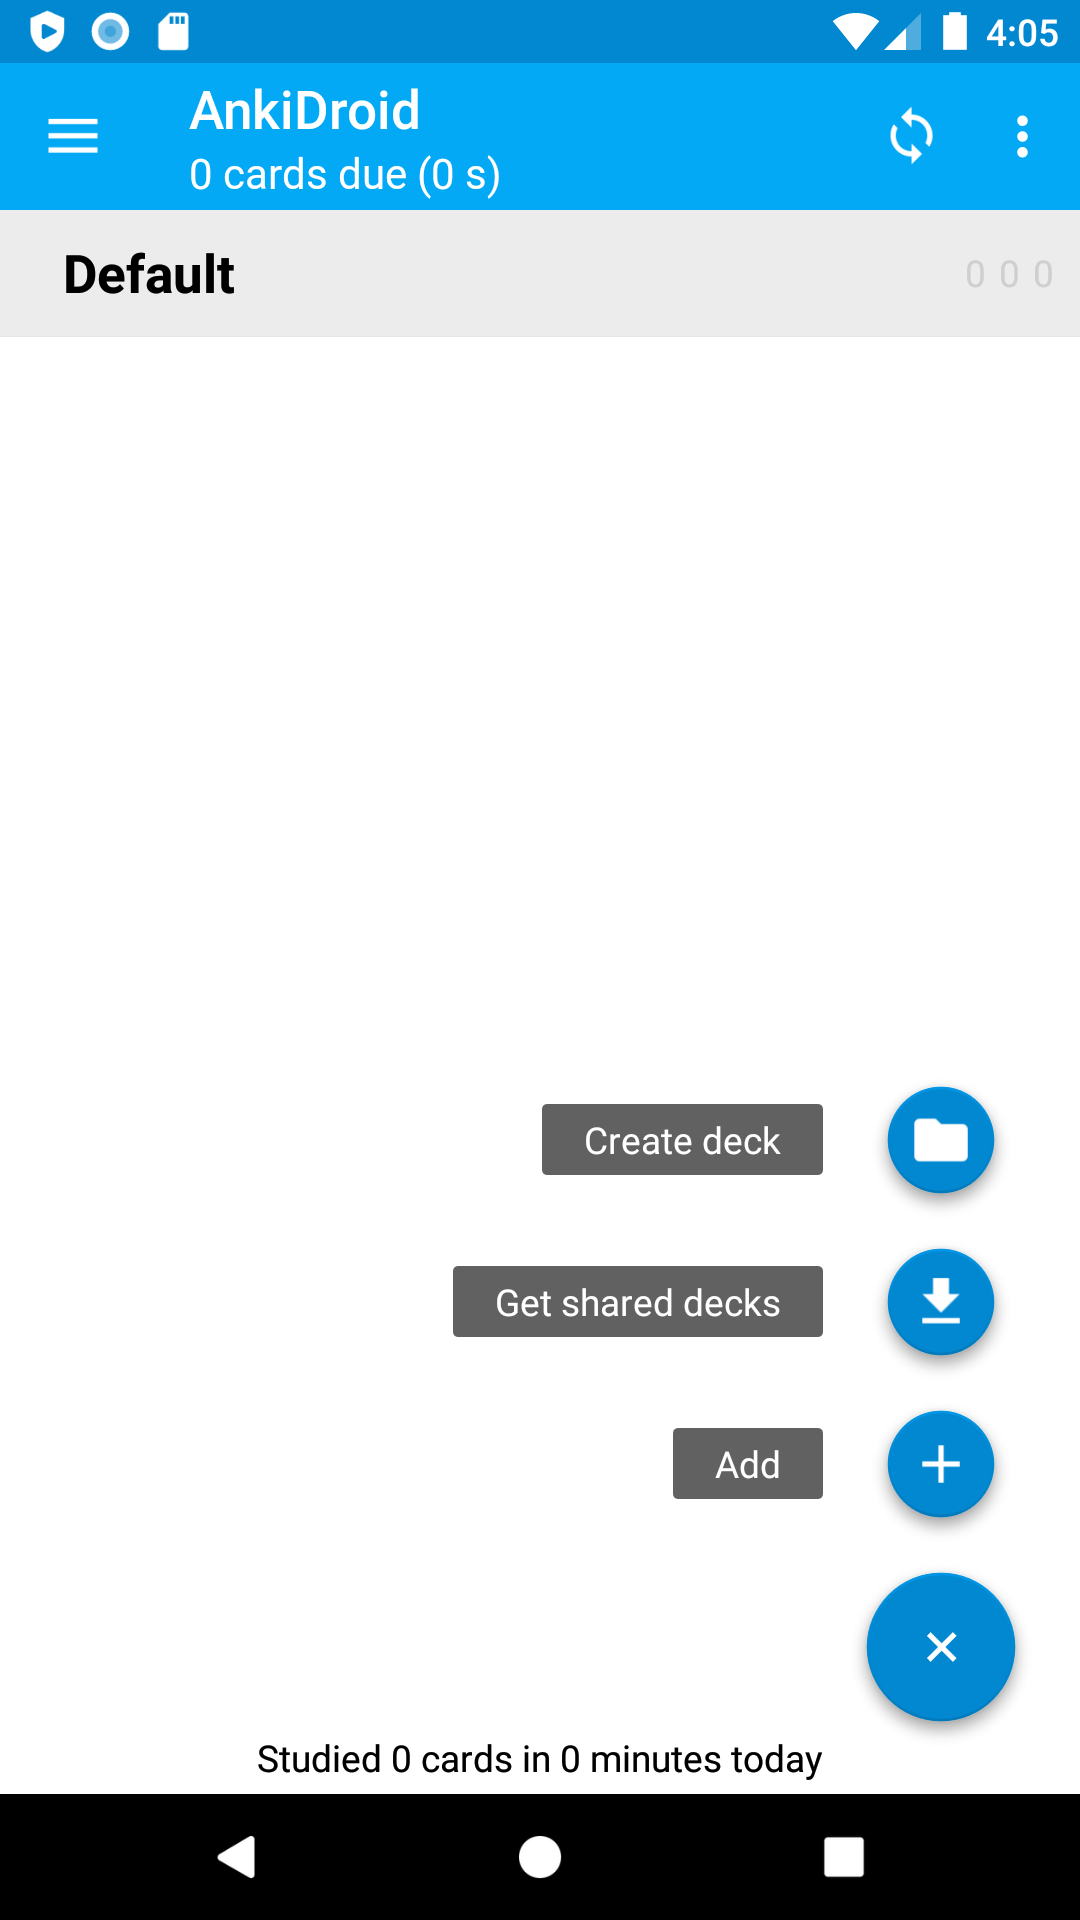 4:05
AnkiDroid
0 cards due (0 s)
Default
0 0 0
Create deck
Get shared decks
Add
Studied 0 cards in 0 minutes today